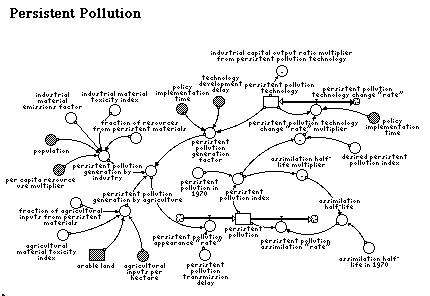 Persistent Pollution
industrial capital output ratio multiplier
from persistent pollution technology
industrial
material
emissions factor
industrial material
toxicity index
policy
implementation
time
technology
development
delay
persistent pollution
technology
persistent pollution
technology change "rate"
fraction of resources
from persistent materials
persistent pollution technology
change "rate" multiplier
policy
implementation
time
population
persistent
pollution
generation
factor
assimilation half-
life multiplier
desired persistent
pollution index
per capita resource
use multiplier
persistent pollution
generation by
industry
persistent
pollution in
1970
persistent
pollution index
persistent pollution
generation by agriculture
fraction of agricultural
inputs from persistent
materials
assimilation
half-life
persistent pollution
appearance "rate"
persistent
pollution
persistent pollution
assimilation "rate"
agricultural
material toxicity
index
arable land
agricultural
inputs per
hectare
persistent
pollution
transmission
delay
assimilation half-
life in 1970